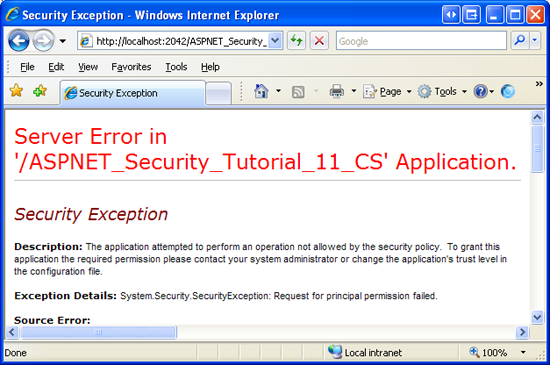 Security Exception - Windows Internet Explorer
http://localhost:2042/ASPNET_Security_
Google
File Edit View Favorites Tools Help
Security Exception
Page Tools
Server Error in
'/ASPNET_Security_Tutorial_11_CS' Application.
Security Exception
Description: The application attempted to perform an operation not allowed by the security policy. To grant this
application the required permission please contact your system administrator or change the application's trust level in
the configuration file.
Exception Details: System.Security.SecurityException: Request for principal permission failed.
Source Error:
Done Local intranet 100%